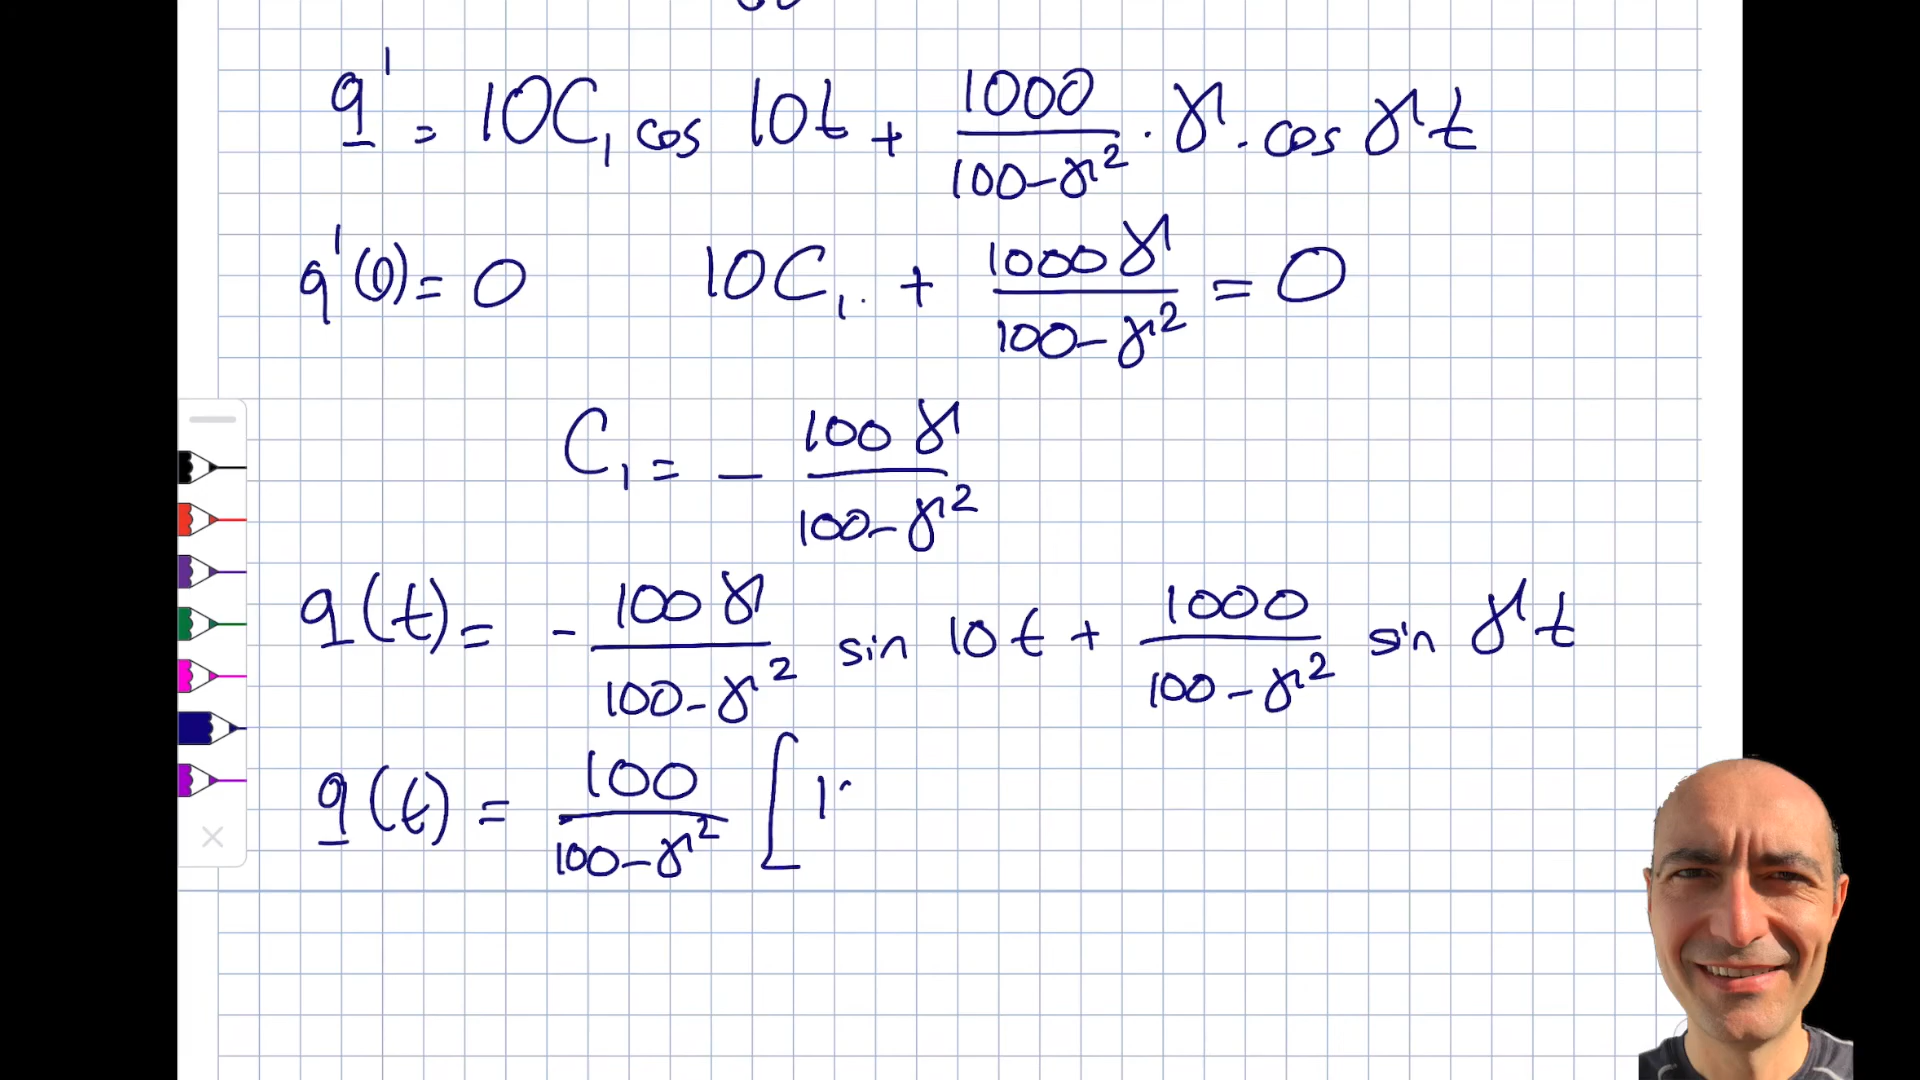 q' = 10C₁ cos 10t + 1000/(100-γ²) · γ · cos γt
q'(0) = 0 10C₁. + 1000γ/(100-γ²) = 0
C₁ = - 100γ/(100-γ²)
q(t) = - 100γ/(100-γ²) sin 10t + 1000/(100-γ²) sin γt
q(t) = 100/(100-γ²) [1